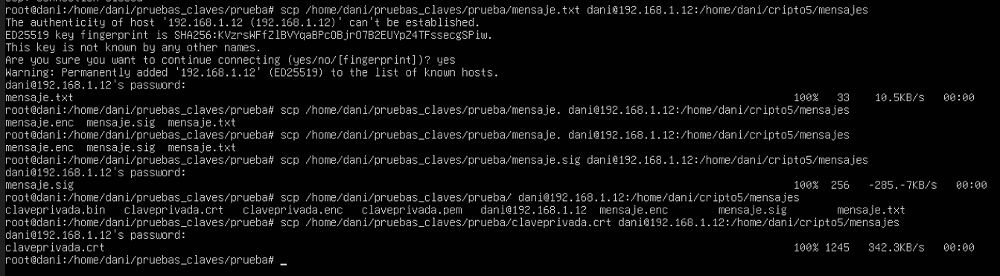 root@dani:/home/dani/pruebas_claves/prueba# scp /home/dani/pruebas_claves/prueba/mensaje.txt dani@192.168.1.12:/home/dani/cripto5/mensajes
The authenticity of host '192.168.1.12 (192.168.1.12)' can't be established.
ED25519 key fingerprint is SHA256:KVzrsWFfZlBVYqaBPcOBjrO7B2EUYpZ4TFssecgSPiw.
This key is not known by any other names.
Are you sure you want to continue connecting (yes/no/[fingerprint])? yes
Warning: Permanently added '192.168.1.12' (ED25519) to the list of known hosts.
dani@192.168.1.12's password:
mensaje.txt 100% 33 10.5KB/s 00:00
root@dani:/home/dani/pruebas_claves/prueba# scp /home/dani/pruebas_claves/prueba/mensaje. dani@192.168.1.12:/home/dani/cripto5/mensajes
mensaje.enc mensaje.sig mensaje.txt
root@dani:/home/dani/pruebas_claves/prueba# scp /home/dani/pruebas_claves/prueba/mensaje. dani@192.168.1.12:/home/dani/cripto5/mensajes
mensaje.enc mensaje.sig mensaje.txt
root@dani:/home/dani/pruebas_claves/prueba# scp /home/dani/pruebas_claves/prueba/mensaje.sig dani@192.168.1.12:/home/dani/cripto5/mensajes
dani@192.168.1.12's password:
mensaje.sig 100% 256 -285.-7KB/s 00:00
root@dani:/home/dani/pruebas_claves/prueba# scp /home/dani/pruebas_claves/prueba/ dani@192.168.1.12:/home/dani/cripto5/mensajes
claveprivada.bin claveprivada.crt claveprivada.enc claveprivada.pem dani@192.168.1.12 mensaje.enc mensaje.sig mensaje.txt
root@dani:/home/dani/pruebas_claves/prueba# scp /home/dani/pruebas_claves/prueba/claveprivada.crt dani@192.168.1.12:/home/dani/cripto5/mensajes
dani@192.168.1.12's password:
claveprivada.crt 100% 1245 342.3KB/s 00:00
root@dani:/home/dani/pruebas_claves/prueba# _